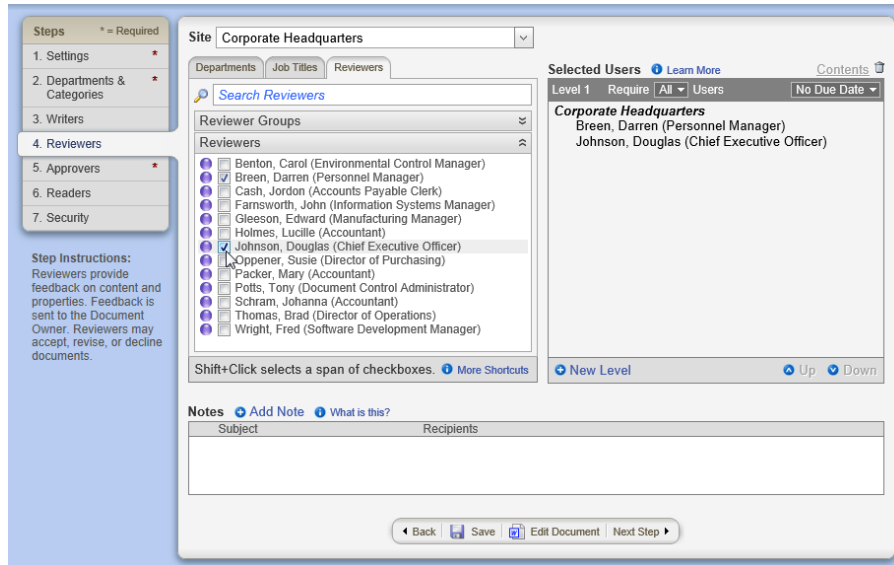 Steps * = Required
1. Settings *
2. Departments & *
Categories
3. Writers
4. Reviewers
5. Approvers *
6. Readers
7. Security
Step Instructions:
Reviewers provide
feedback on content and
properties. Feedback is
sent to the Document
Owner. Reviewers may
accept, revise, or decline
documents.
Site Corporate Headquarters
Departments Job Titles Reviewers
Search Reviewers
Reviewer Groups
Reviewers
Benton, Carol (Environmental Control Manager)
Breen, Darren (Personnel Manager)
Cash, Jordon (Accounts Payable Clerk)
Farnsworth, John (Information Systems Manager)
Gleeson, Edward (Manufacturing Manager)
Holmes, Lucille (Accountant)
Johnson, Douglas (Chief Executive Officer)
Oppener, Susie (Director of Purchasing)
Packer, Mary (Accountant)
Potts, Tony (Document Control Administrator)
Schram, Johanna (Accountant)
Thomas, Brad (Director of Operations)
Wright, Fred (Software Development Manager)
Shift+Click selects a span of checkboxes. More Shortcuts
Selected Users Learn More Contents
Level 1 Require All Users No Due Date
Corporate Headquarters
Breen, Darren (Personnel Manager)
Johnson, Douglas (Chief Executive Officer)
New Level Up Down
Notes Add Note What is this?
Subject Recipients
Back Save Edit Document Next Step